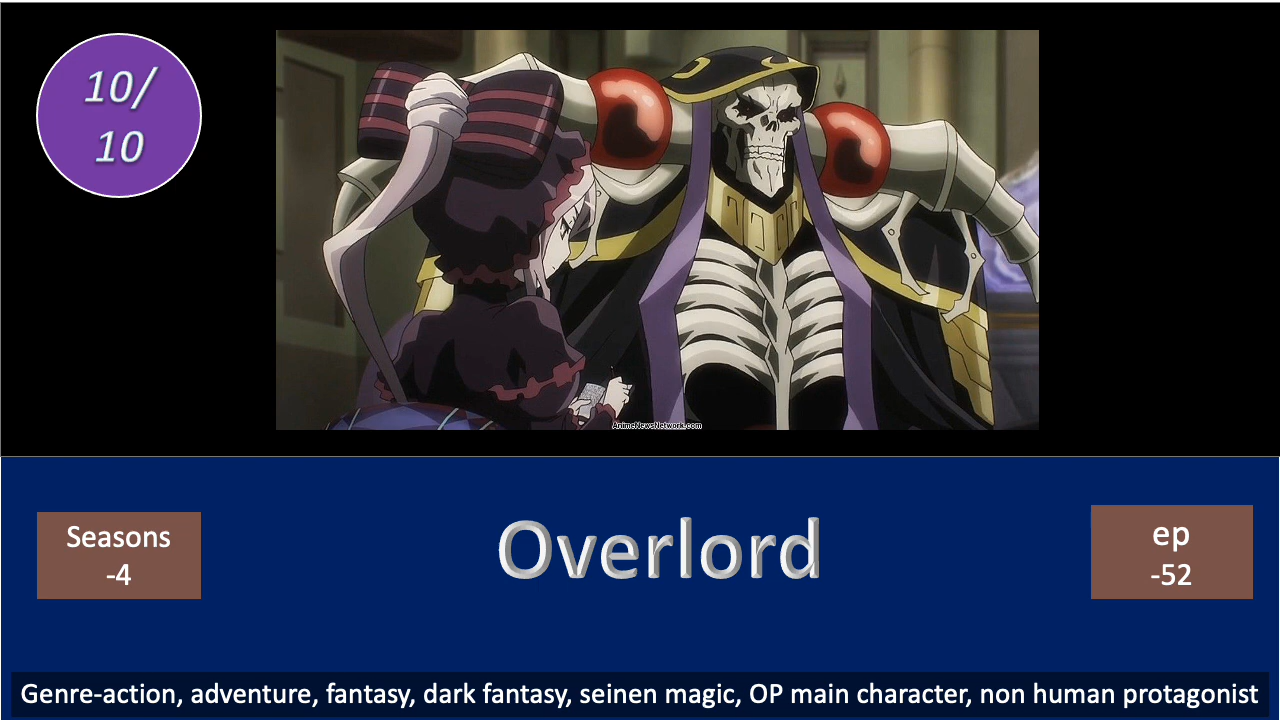 10/
10
AnimeNewsNetwork.com
Overlord
Seasons
-4
ep
-52
Genre-action, adventure, fantasy, dark fantasy, seinen magic, OP main character, non human protagonist